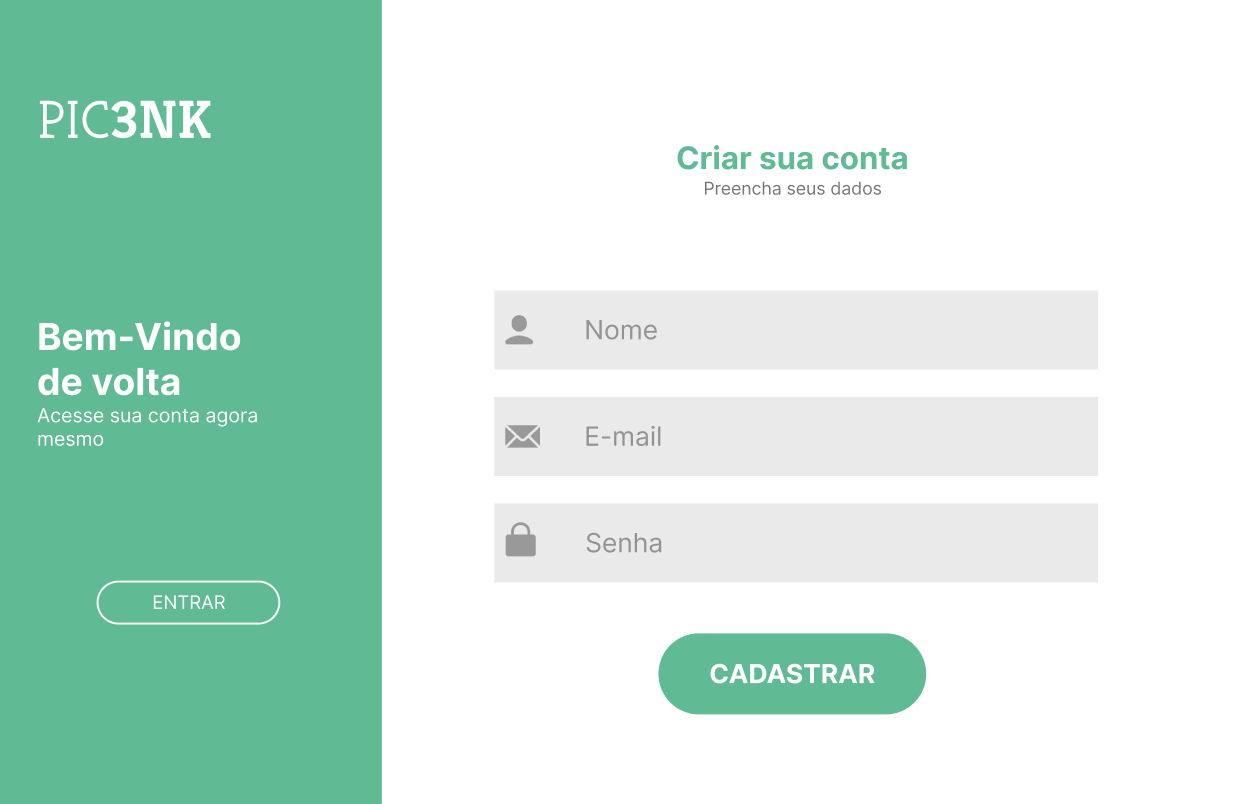 PIC3NK
Bem-Vindo
de volta
Acesse sua conta agora
mesmo
ENTRAR
Criar sua conta
Preencha seus dados
Nome
E-mail
Senha
CADASTRAR